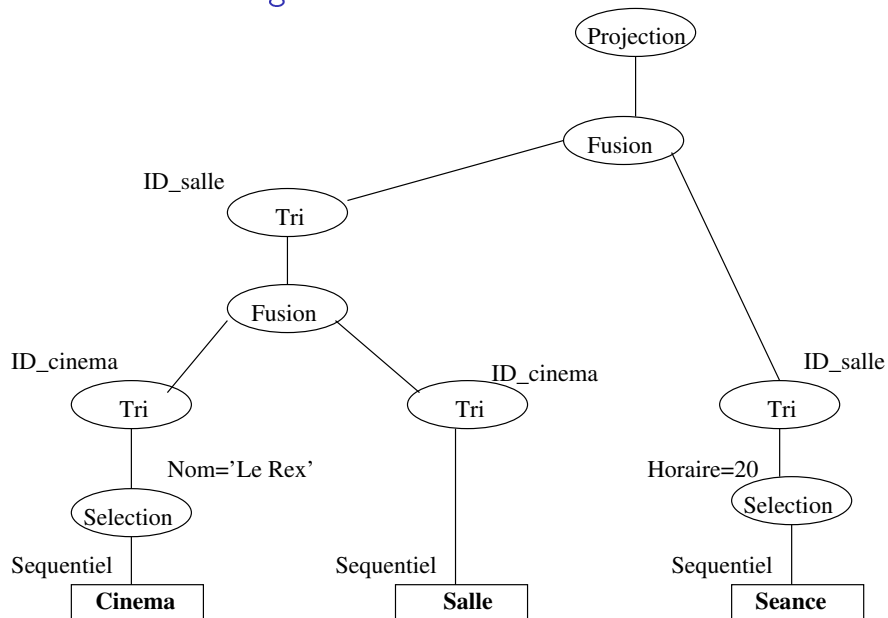 Projection
Fusion
ID_salle
Tri
Fusion
ID_cinema
ID_cinema
ID_salle
Tri
Tri
Tri
Nom='Le Rex'
Horaire=20
Selection
Selection
Sequentiel
Sequentiel
Sequentiel
Cinema
Salle
Seance